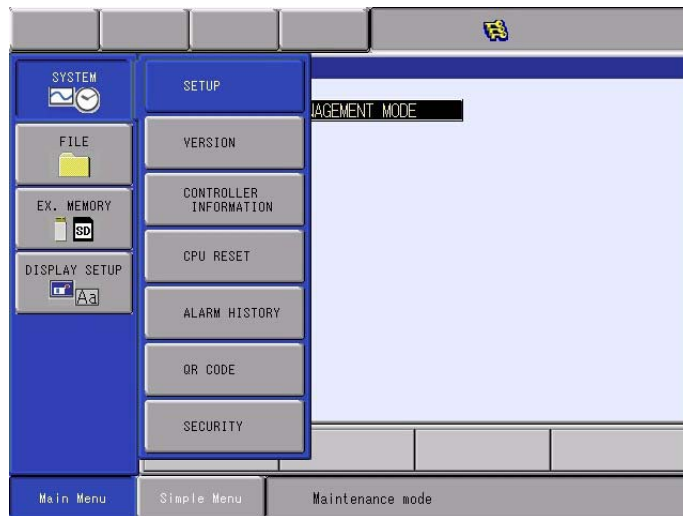 SYSTEM
FILE
EX. MEMORY
SD
DISPLAY SETUP
Aa
SETUP
VERSION
CONTROLLER
INFORMATION
CPU RESET
ALARM HISTORY
QR CODE
SECURITY
AGEMENT MODE
Main Menu
Simple Menu
Maintenance mode